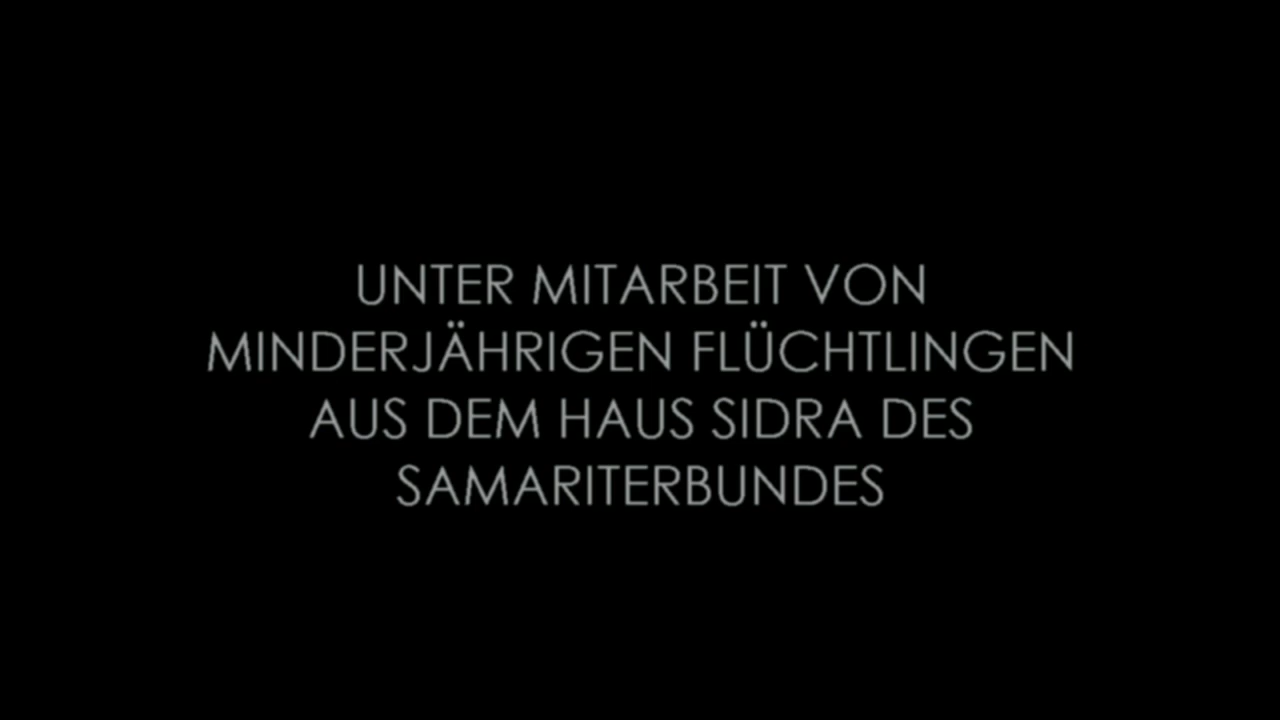 UNTER MITARBEIT VON
MINDERJÄHRIGEN FLÜCHTLINGEN
AUS DEM HAUS SIDRA DES
SAMARITERBUNDES